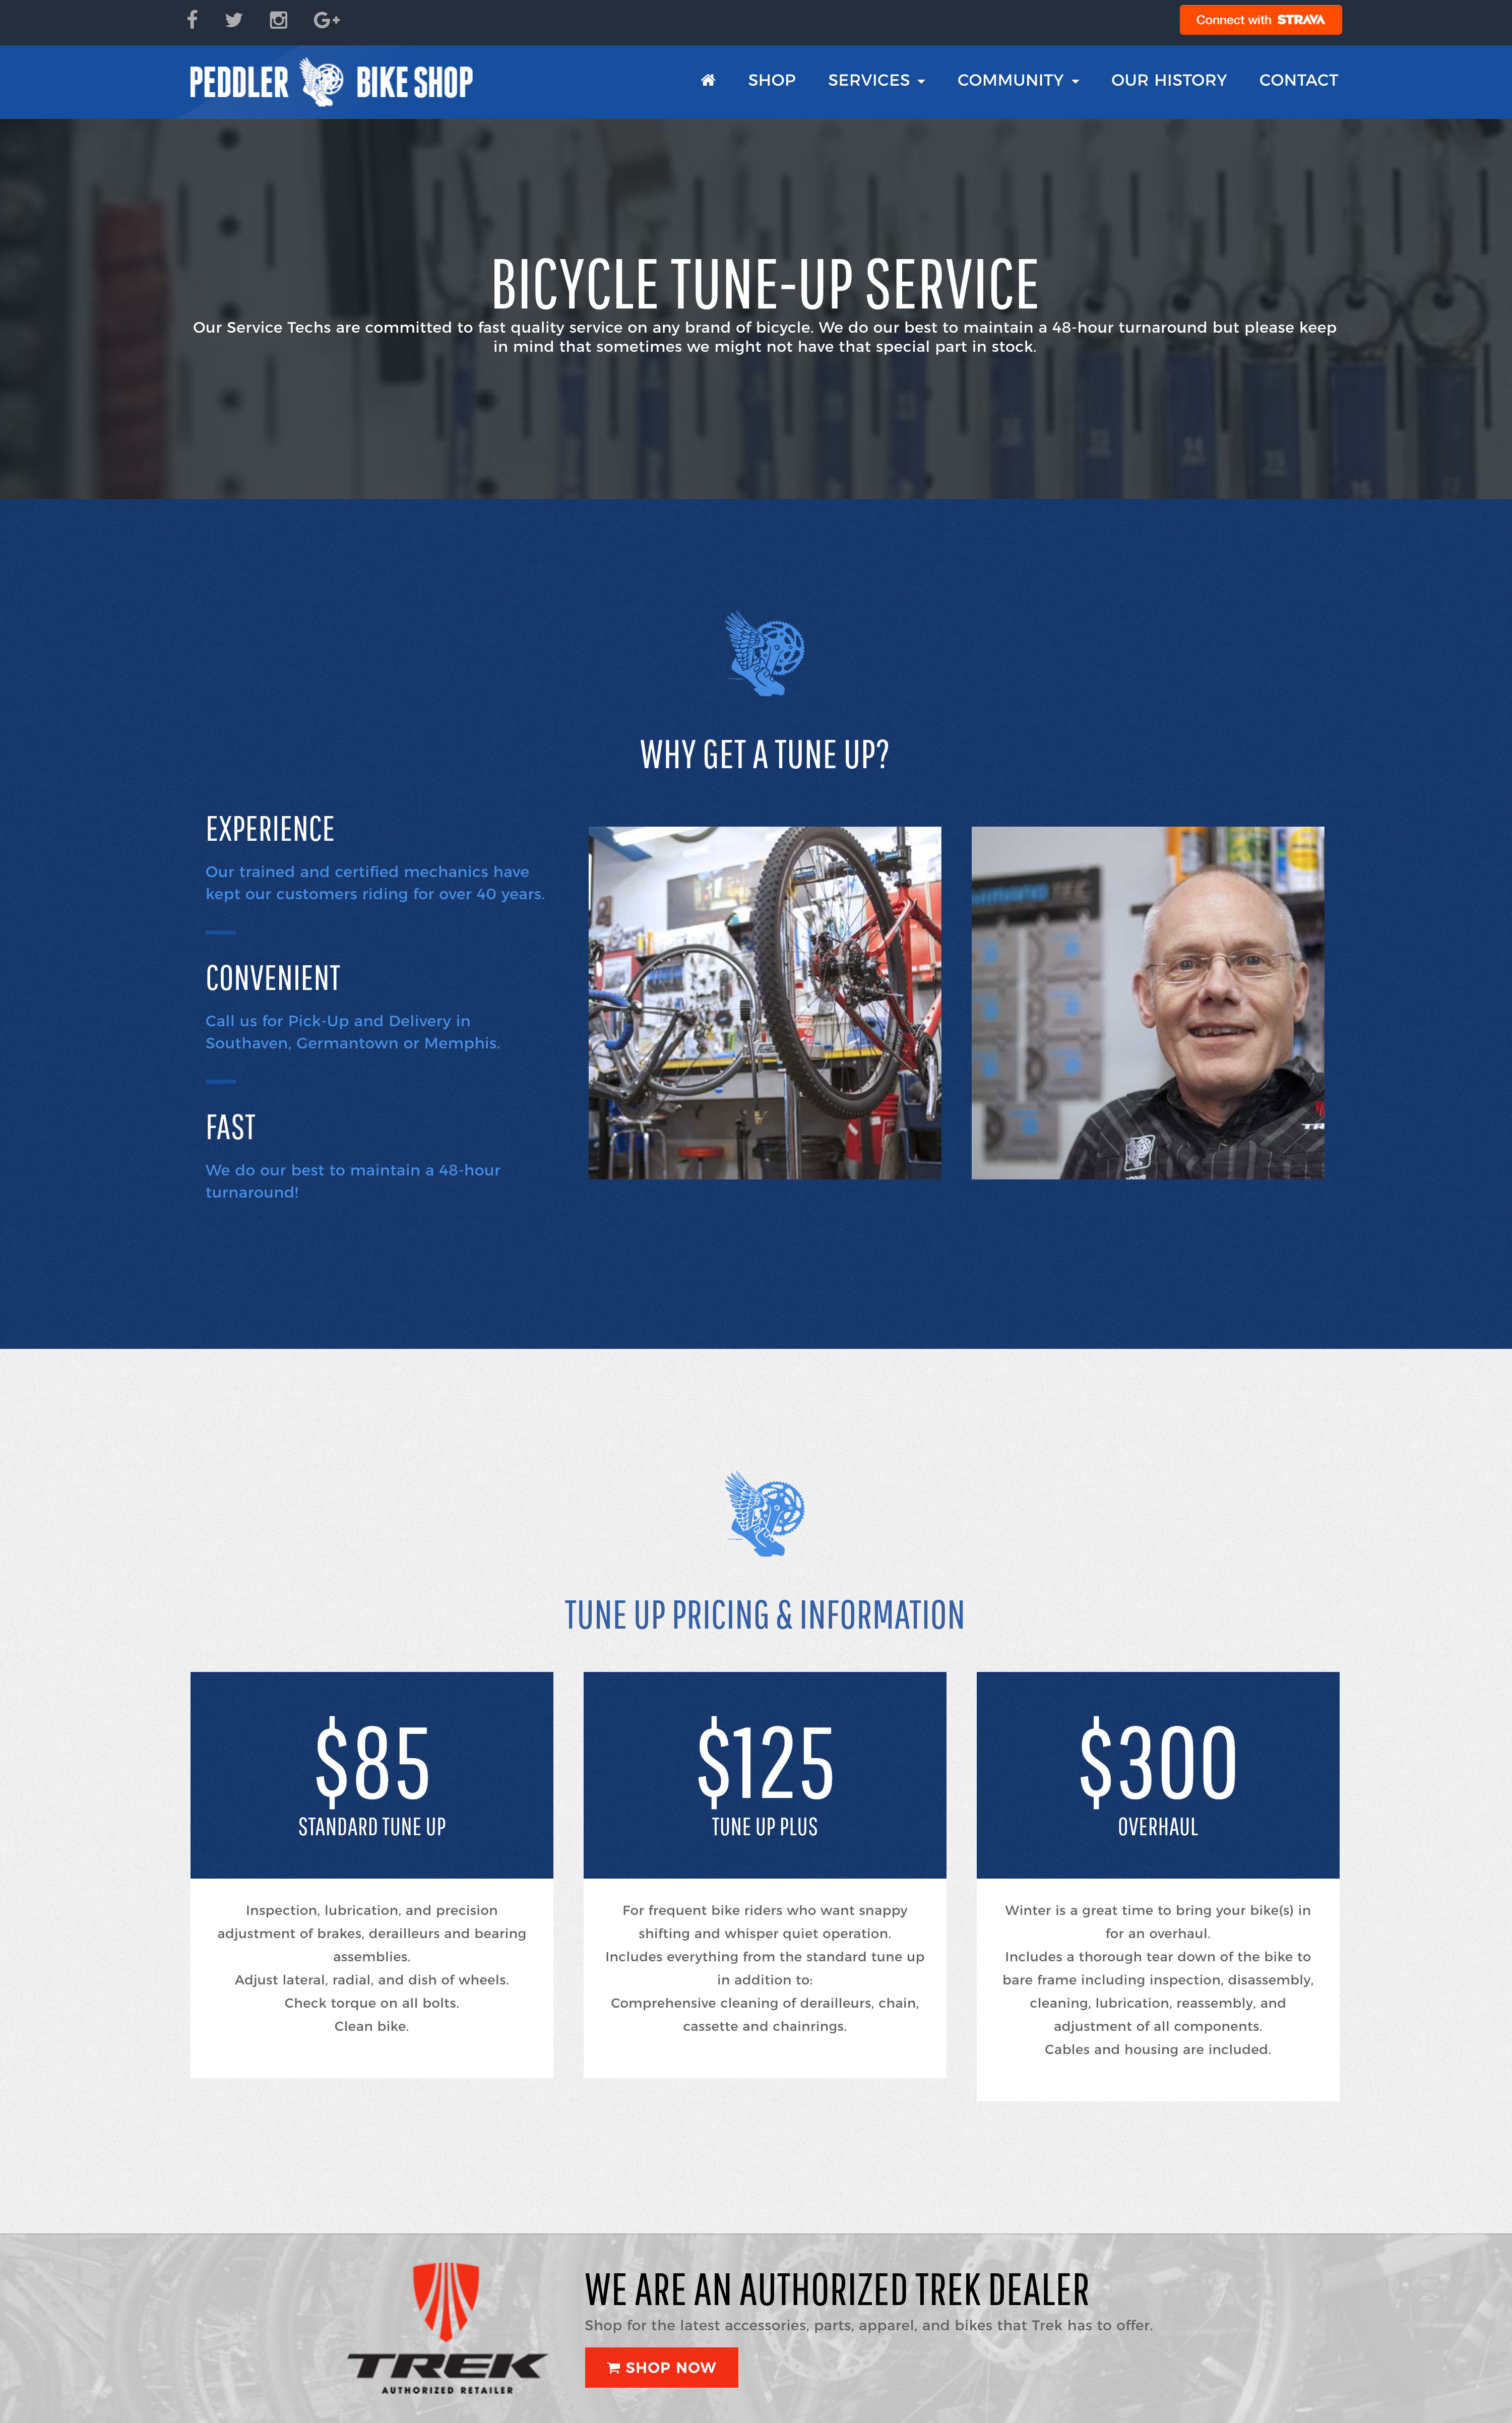 Connect with STRAVA
PEDDLER BIKE SHOP
SHOP SERVICES COMMUNITY OUR HISTORY CONTACT
BICYCLE TUNE-UP SERVICE
Our Service Techs are committed to fast quality service on any brand of bicycle. We do our best to maintain a 48-hour turnaround but please keep
in mind that sometimes we might not have that special part in stock.
13
14
15
16
17
WHY GET A TUNE UP?
EXPERIENCE
Our trained and certified mechanics have
kept our customers riding for over 40 years.
CONVENIENT
Call us for Pick-Up and Delivery in
Southaven, Germantown or Memphis.
FAST
We do our best to maintain a 48-hour
turnaround!
TUNE UP PRICING & INFORMATION
$85
STANDARD TUNE UP
Inspection, lubrication, and precision
adjustment of brakes, derailleurs and bearing
assemblies.
Adjust lateral, radial, and dish of wheels.
Check torque on all bolts.
Clean bike.
$125
TUNE UP PLUS
For frequent bike riders who want snappy
shifting and whisper quiet operation.
Includes everything from the standard tune up
in addition to:
Comprehensive cleaning of derailleurs, chain,
cassette and chainrings.
$300
OVERHAUL
Winter is a great time to bring your bike(s) in
for an overhaul.
Includes a thorough tear down of the bike to
bare frame including inspection, disassembly,
cleaning, lubrication, reassembly, and
adjustment of all components.
Cables and housing are included.
TREK
AUTHORIZED RETAILER
WE ARE AN AUTHORIZED TREK DEALER
Shop for the latest accessories, parts, apparel, and bikes that Trek has to offer.
SHOP NOW